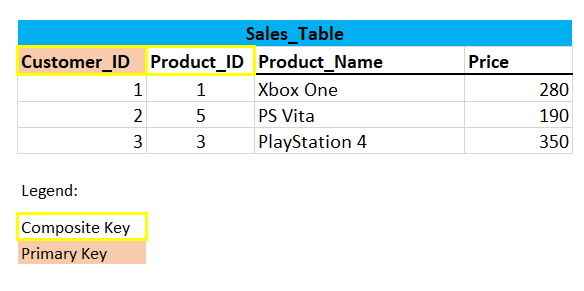 Sales_Table
Customer_ID Product_ID Product_Name Price
1 1 Xbox One 280
2 5 PS Vita 190
3 3 PlayStation 4 350
Legend:
Composite Key
Primary Key